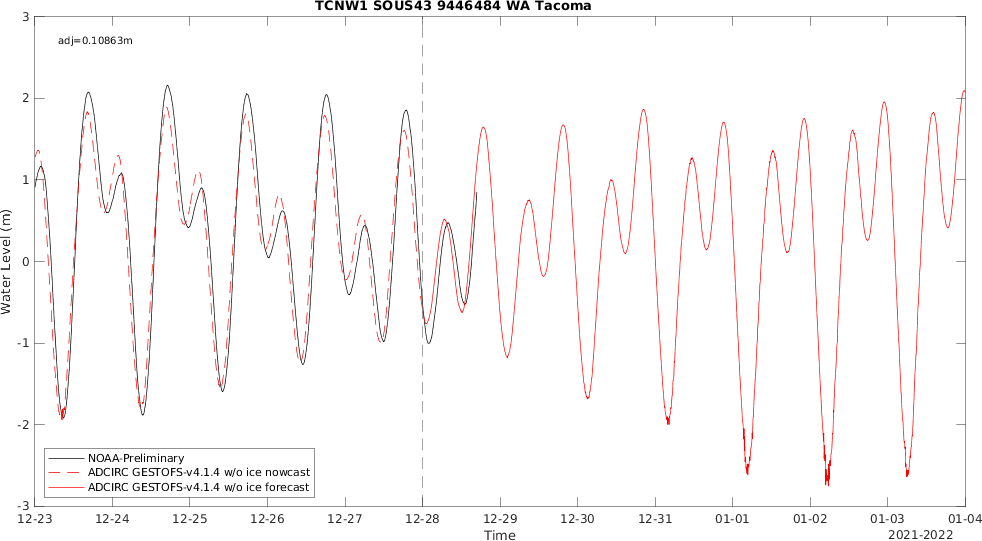 TCNW1 SOUS43 9446484 WA Tacoma
adj=0.10863m
Water Level (m)
3
2
1
0
-1
-2
-3
NOAA-Preliminary
ADCIRC GESTOFS-v4.1.4 w/o ice nowcast
ADCIRC GESTOFS-v4.1.4 w/o ice forecast
12-23 12-24 12-25 12-26 12-27 12-28 12-29 12-30 12-31 01-01 01-02 01-03 01-04
Time
2021-2022